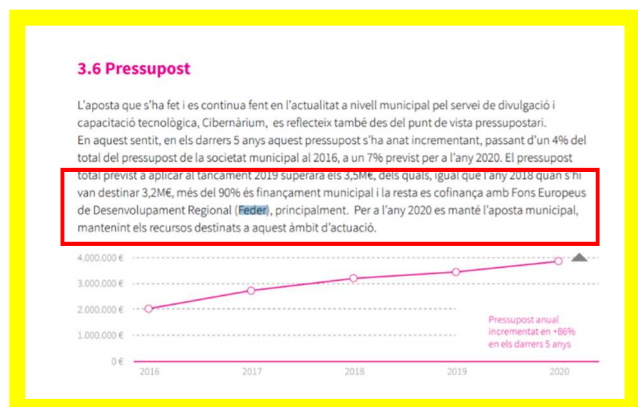 3.6 Pressupost
L'aposta que s'ha fet i es continua fent en l'actualitat a nivell municipal pel servei de divulgació i
capacitació tecnològica, Cibernàrium, es reflecteix també des del punt de vista pressupostari.
En aquest sentit, en els darrers 5 anys aquest pressupost s'ha anat incrementant, passant d'un 4% del
total del pressupost de la societat municipal al 2016, a un 7% previst per a l'any 2020. El pressupost
total previst a aplicar al tancament 2019 superarà els 3,5M€, dels quals, igual que l'any 2018 quan s'hi
van destinar 3,2M€, més del 90% és finançament municipal i la resta es cofinança amb Fons Europeus
de Desenvolupament Regional (Feder), principalment. Per a l'any 2020 es manté l'aposta municipal,
mantenint els recursos destinats a aquest àmbit d'actuació.
4.000.000 €
3.000.000 €
2.000.000 €
1.000.000 €
0 €
Pressupost anual
incrementat en +86%
en els darrers 5 anys
2016 2017 2018 2019 2020